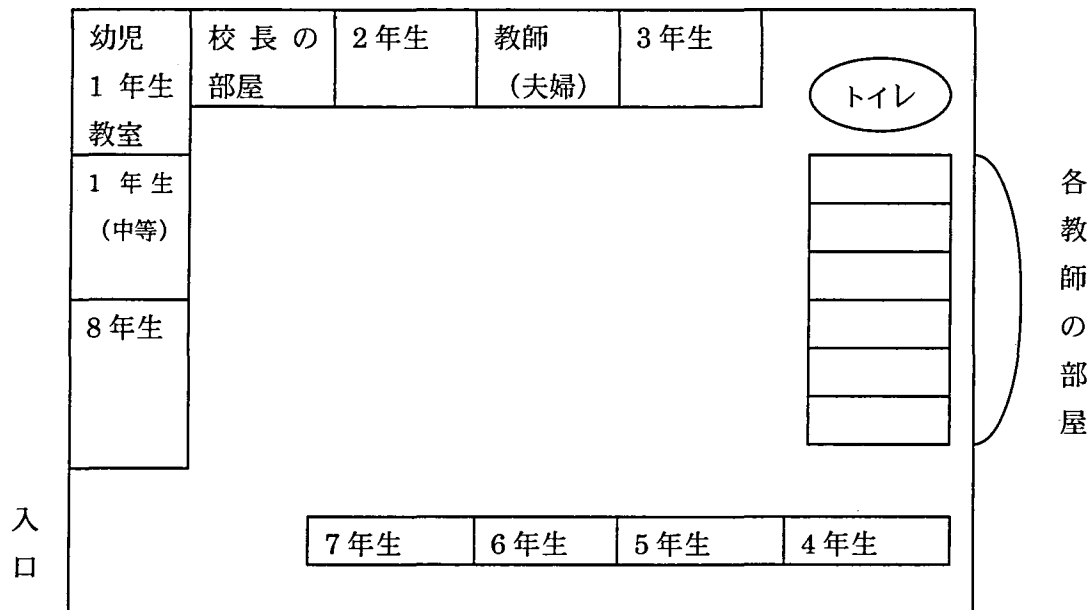 幼児
1 年生
教室
校長の
部屋
2年生
教師
（夫婦）
3年生
トイレ
1 年生
（中等）
8年生
各
教
師
の
部
屋
入
口
7年生
6年生
5年生
4年生